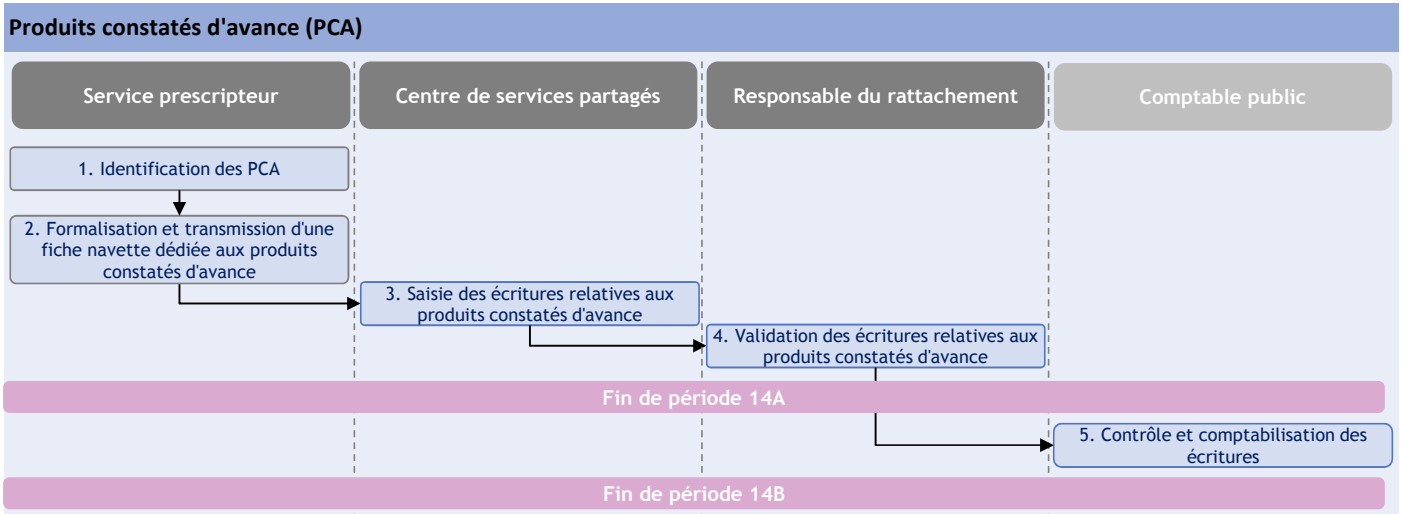 Produits constatés d'avance (PCA)
Service prescripteur
Centre de services partagés
Responsable du rattachement
Comptable public
1. Identification des PCA
2. Formalisation et transmission d'une
fiche navette dédiée aux produits
constatés d'avance
3. Saisie des écritures relatives aux
produits constatés d'avance
4. Validation des écritures relatives aux
produits constatés d'avance
Fin de période 14A
5. Contrôle et comptabilisation des
écritures
Fin de période 14B